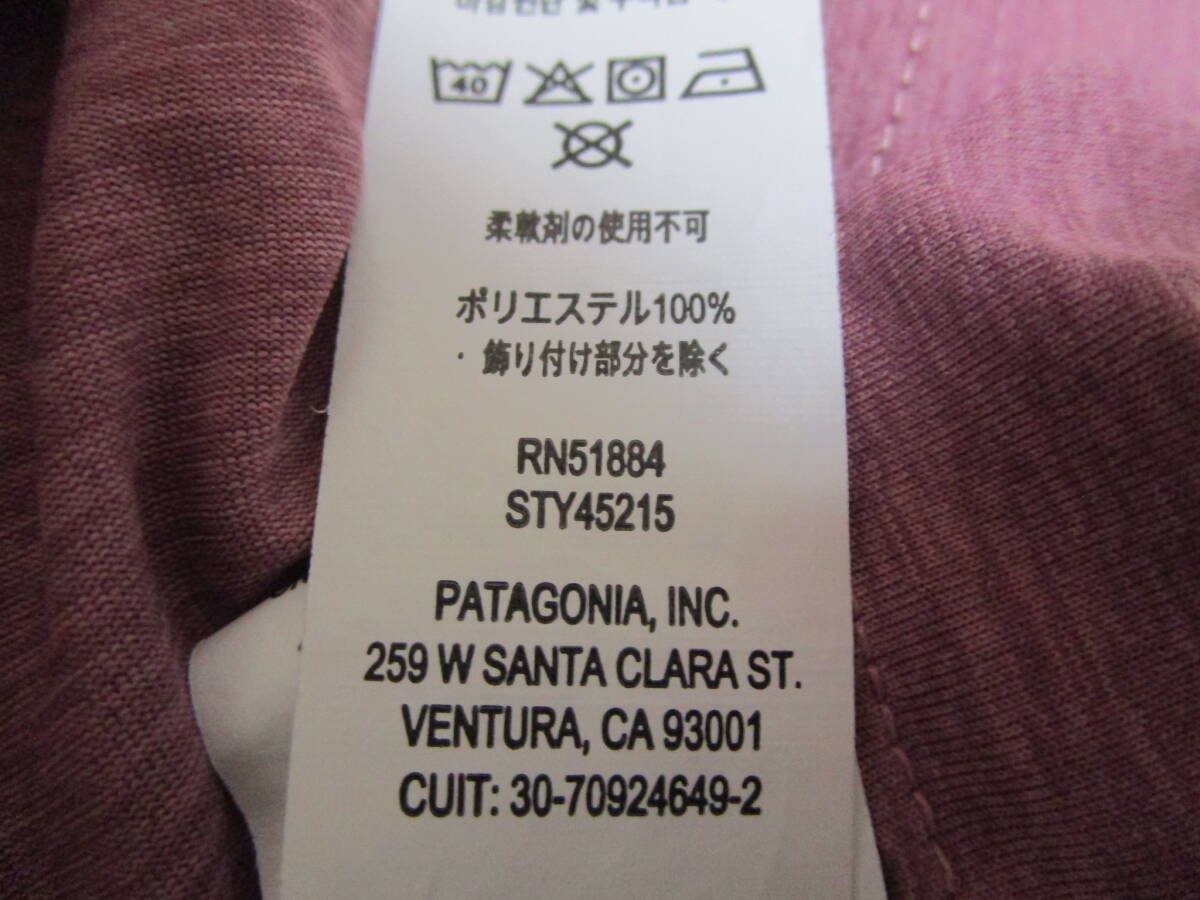 40
柔軟剤の使用不可
ポリエステル100%
・飾り付け部分を除く
RN51884
STY45215
PATAGONIA, INC.
259 W SANTA CLARA ST.
VENTURA, CA 93001
CUIT: 30-70924649-2